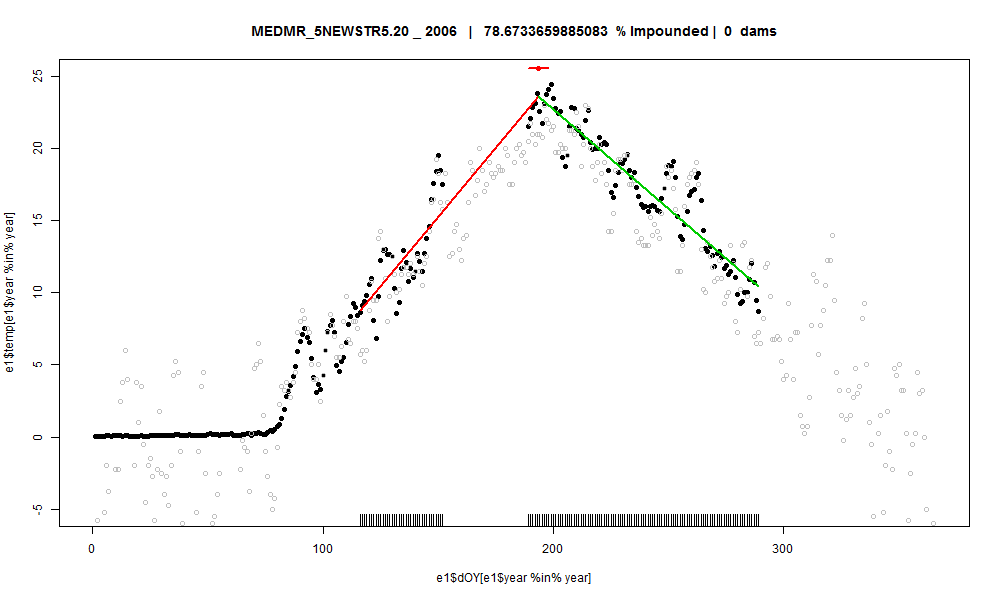 MEDMR_5NEWSTR5.20 _ 2006 | 78.6733659885083 % Impounded | 0 dams
25
20
15
10
5
0
-5
e1$temp[e1$year %in% year]
0 100 200 300
e1$dOY[e1$year %in% year]